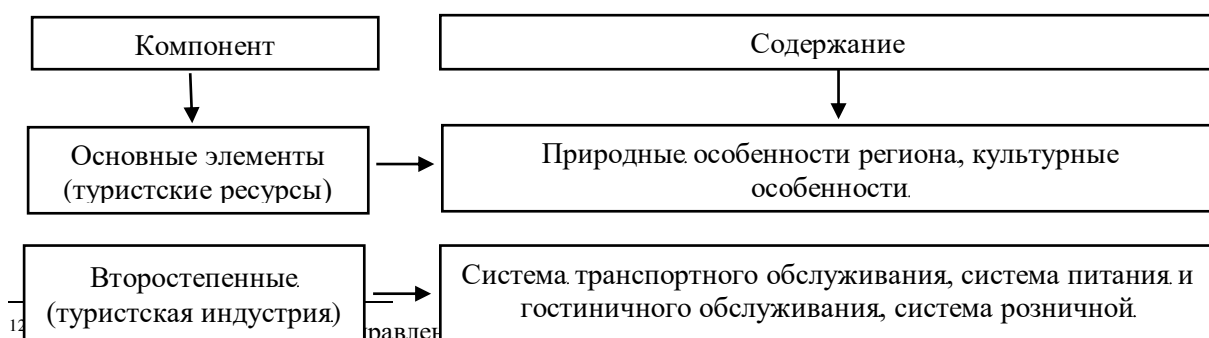 Компонент
Содержание
Основные элементы
(туристские ресурсы)
Природные особенности региона, культурные
особенности.
Второстепенные.
(туристская индустрия)
Система транспортного обслуживания, система питания и
гостиничного обслуживания, система розничной.
12